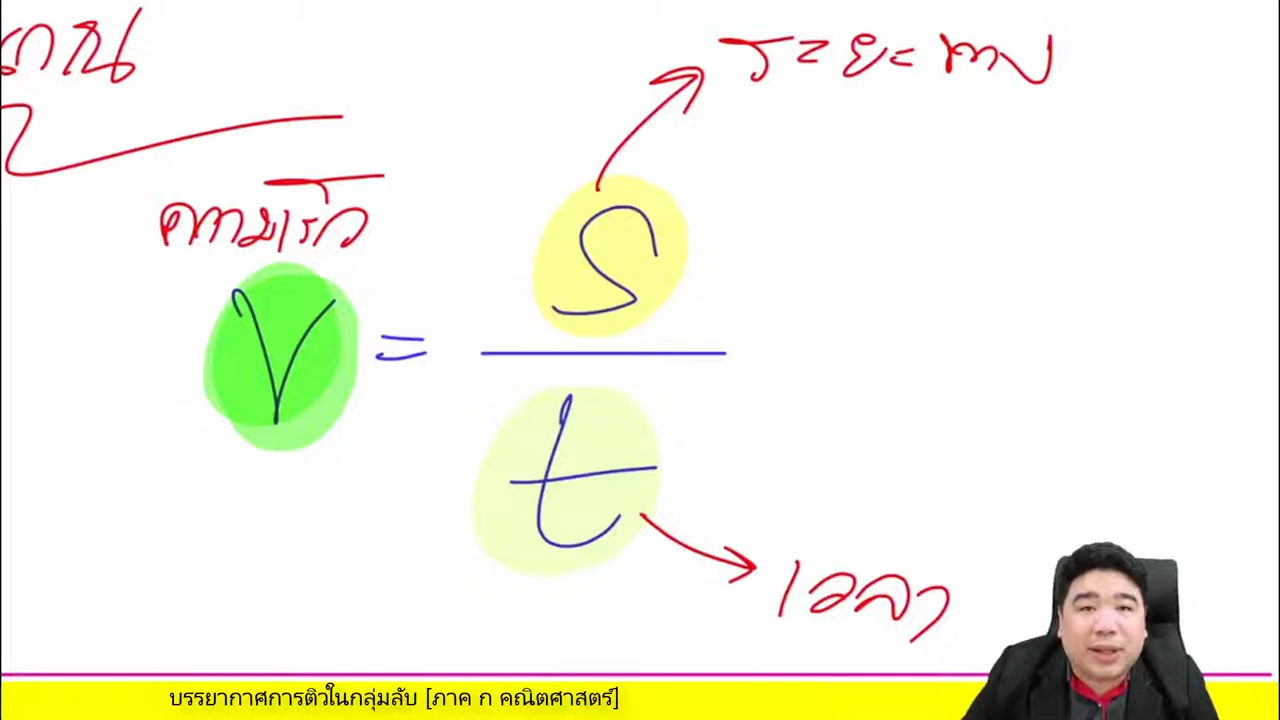 ระยะทาง
ความเร็ว
V = s
t
เวลา
บรรยากาศการติวในกลุ่มลับ [ภาค ก คณิตศาสตร์]